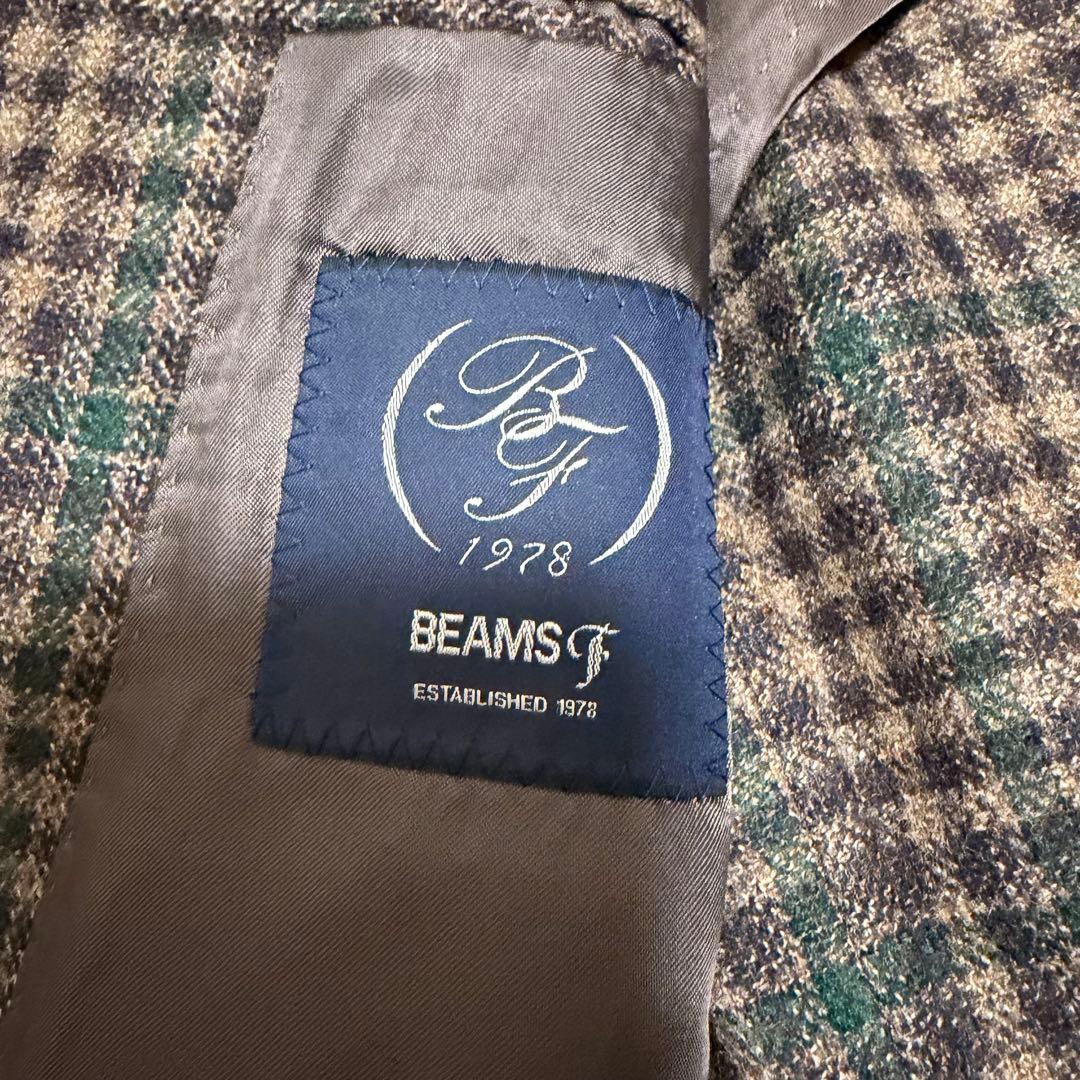 BF
1978
BEAMS F
ESTABLISHED 1978